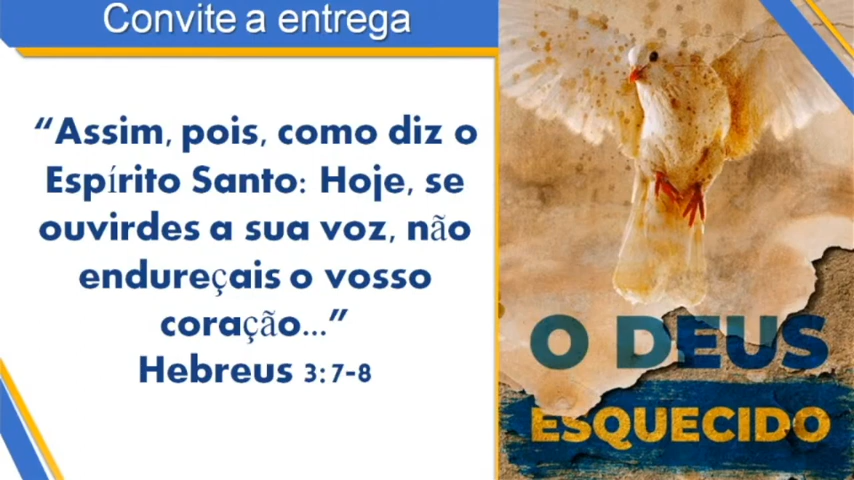 Convite a entrega
“Assim, pois, como diz o
Espírito Santo: Hoje, se
ouvirdes a sua voz, não
endureçais o vosso
coração...”
Hebreus 3:7-8
O DEUS
ESQUECIDO